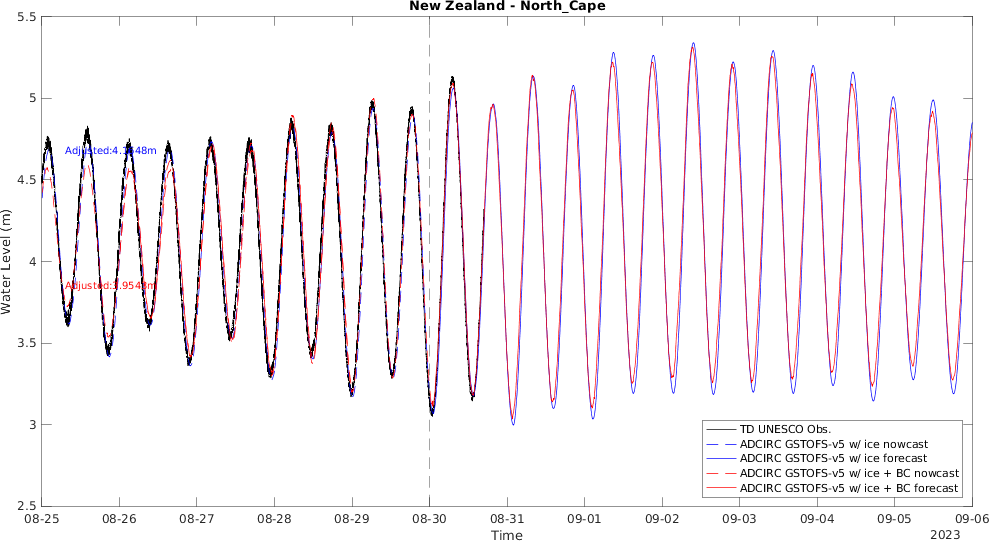 New Zealand - North_Cape
5.5
5
4.5
4
3.5
3
2.5
Water Level (m)
08-25
08-26
08-27
08-28
08-29
08-30
08-31
09-01
09-02
09-03
09-04
09-05
09-06
Time
2023
TD UNESCO Obs.
ADCIRC GSTOFS-v5 w/ ice nowcast
ADCIRC GSTOFS-v5 w/ ice forecast
ADCIRC GSTOFS-v5 w/ ice + BC nowcast
ADCIRC GSTOFS-v5 w/ ice + BC forecast